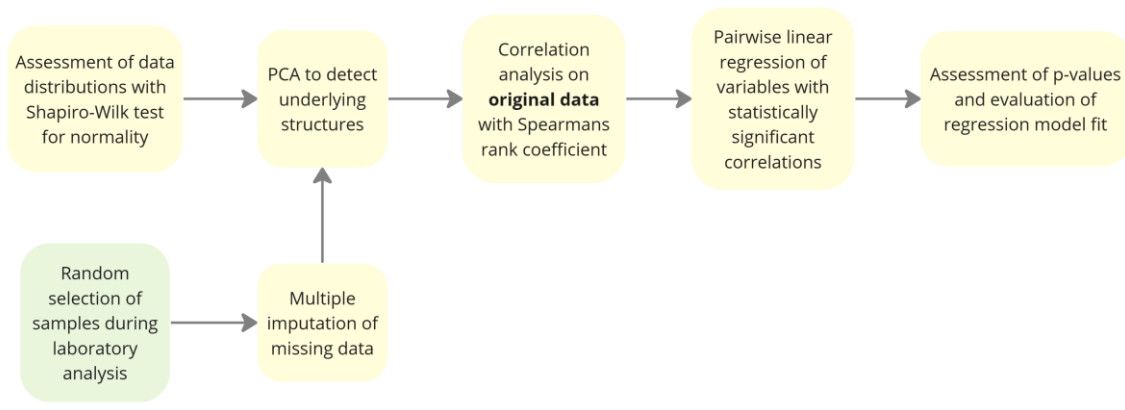 Assessment of data
distributions with
Shapiro-Wilk test
for normality
PCA to detect
underlying
structures
Correlation
analysis on
original data
with Spearmans
rank coefficient
Pairwise linear
regression of
variables with
statistically
significant
correlations
Assessment of p-values
and evaluation of
regression model fit
Random
selection of
samples during
laboratory
analysis
Multiple
imputation of
missing data